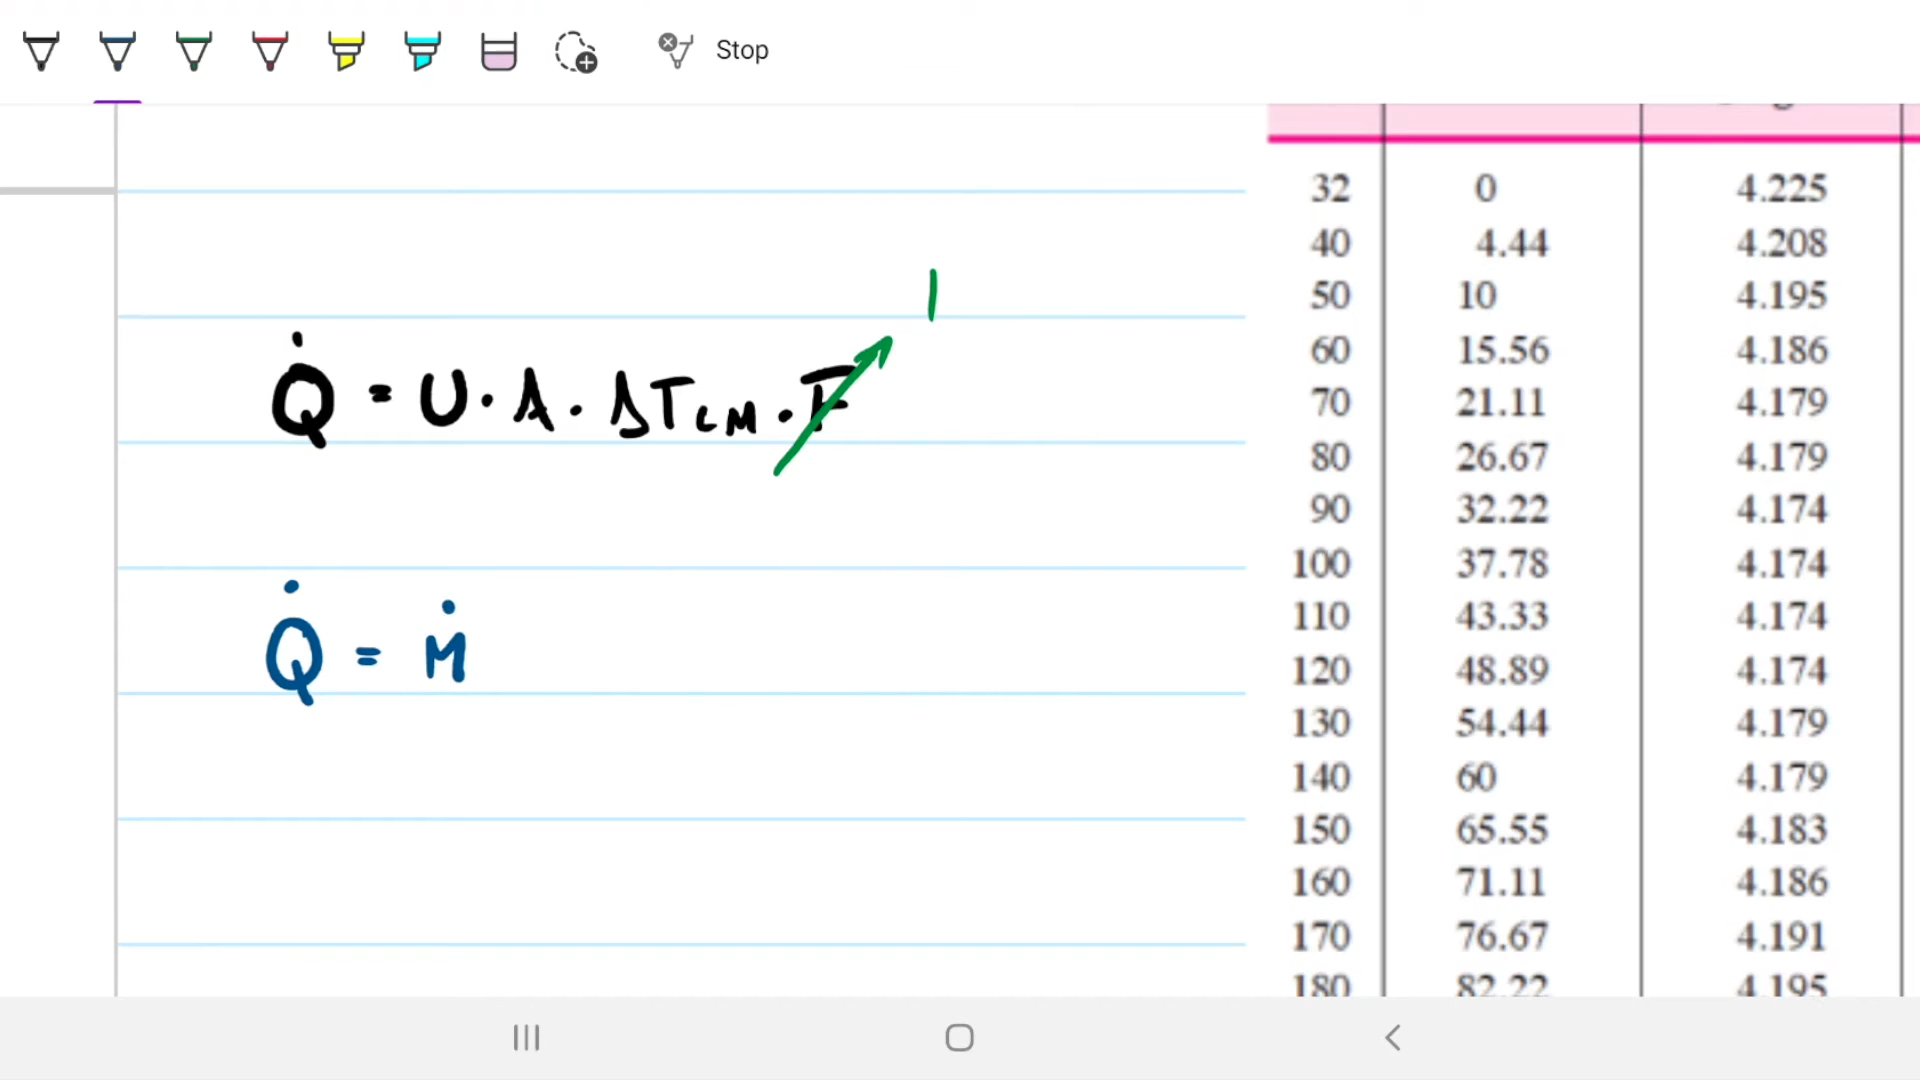 Stop
Q̇ = U · A · ΔT_LM · F 1
Q̇ = Ṁ
32 0 4.225
40 4.44 4.208
50 10 4.195
60 15.56 4.186
70 21.11 4.179
80 26.67 4.179
90 32.22 4.174
100 37.78 4.174
110 43.33 4.174
120 48.89 4.174
130 54.44 4.179
140 60 4.179
150 65.55 4.183
160 71.11 4.186
170 76.67 4.191
180 82.22 4.195